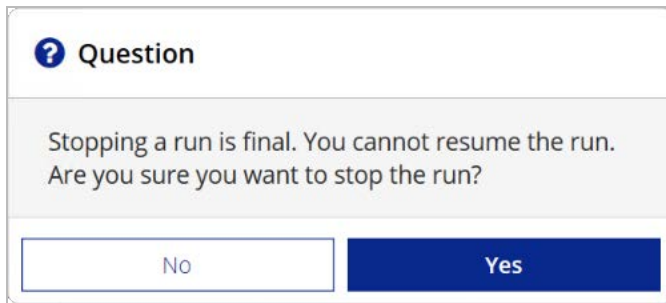 Question
Stopping a run is final. You cannot resume the run.
Are you sure you want to stop the run?
No
Yes